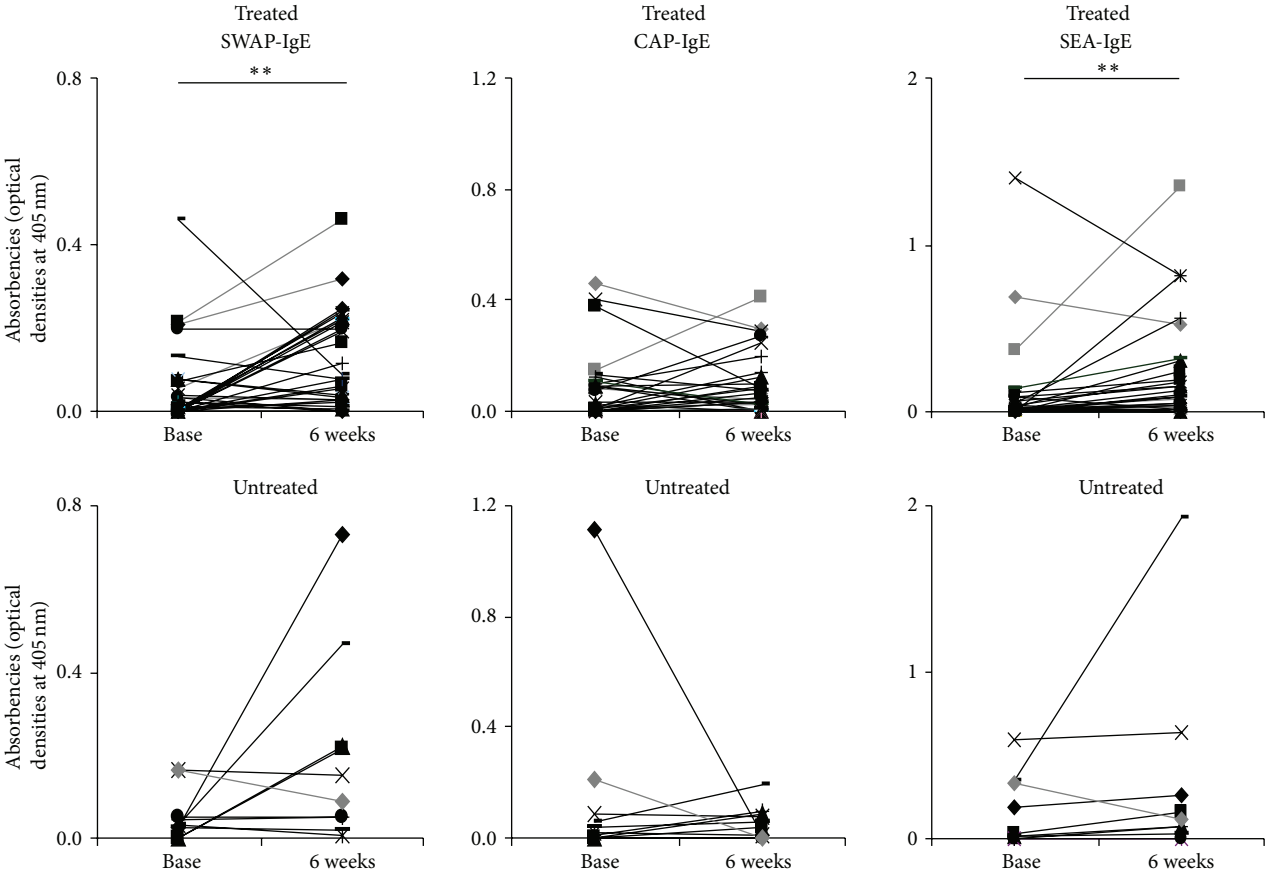 Treated
SWAP-IgE
**
Absorbencies (optical
densities at 405 nm)
0.8
0.4
0.0
Base
6 weeks
Treated
CAP-IgE
1.2
0.8
0.4
0.0
Base
6 weeks
Treated
SEA-IgE
**
2
1
0
Base
6 weeks
Untreated
Absorbencies (optical
densities at 405 nm)
0.8
0.4
0.0
Base
6 weeks
Untreated
1.2
0.8
0.4
0.0
Base
6 weeks
Untreated
2
1
0
Base
6 weeks